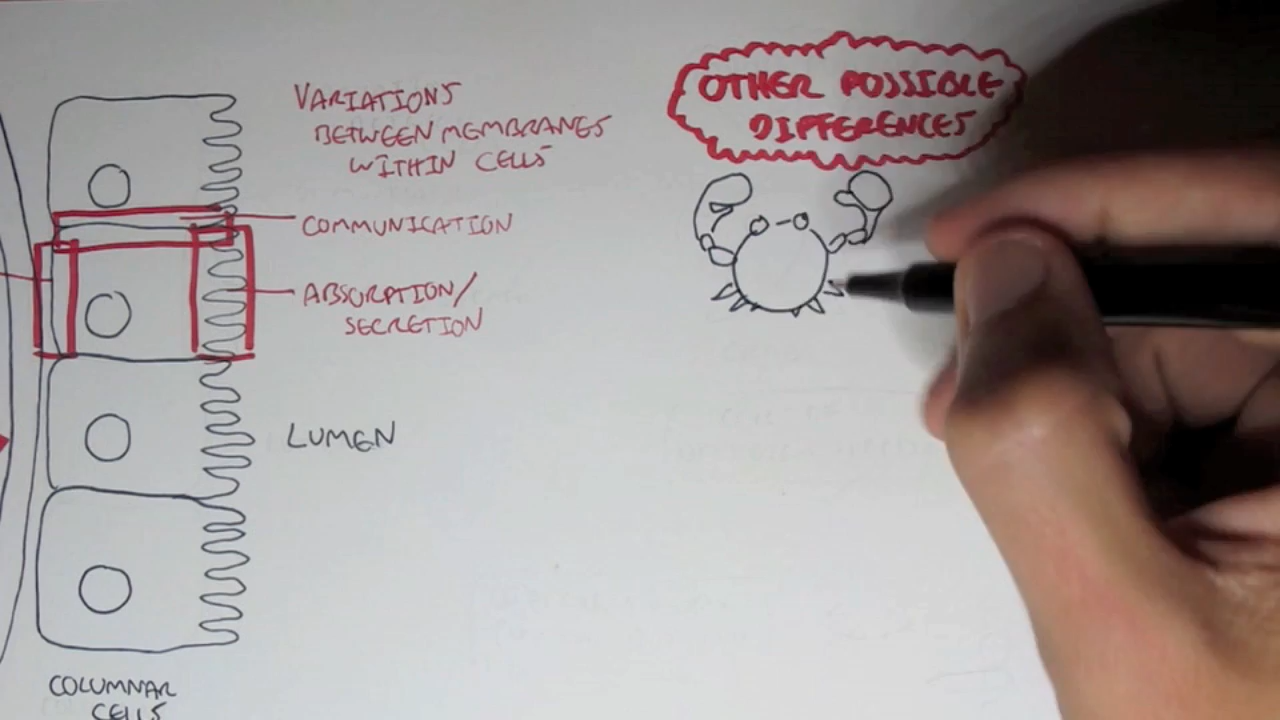 VARIATIONS
BETWEEN MEMBRANES
WITHIN CELLS
COMMUNICATION
ABSORPTION/
SECRETION
LUMEN
COLUMNAR
CELLS
OTHER POSSIBLE
DIFFERENCES